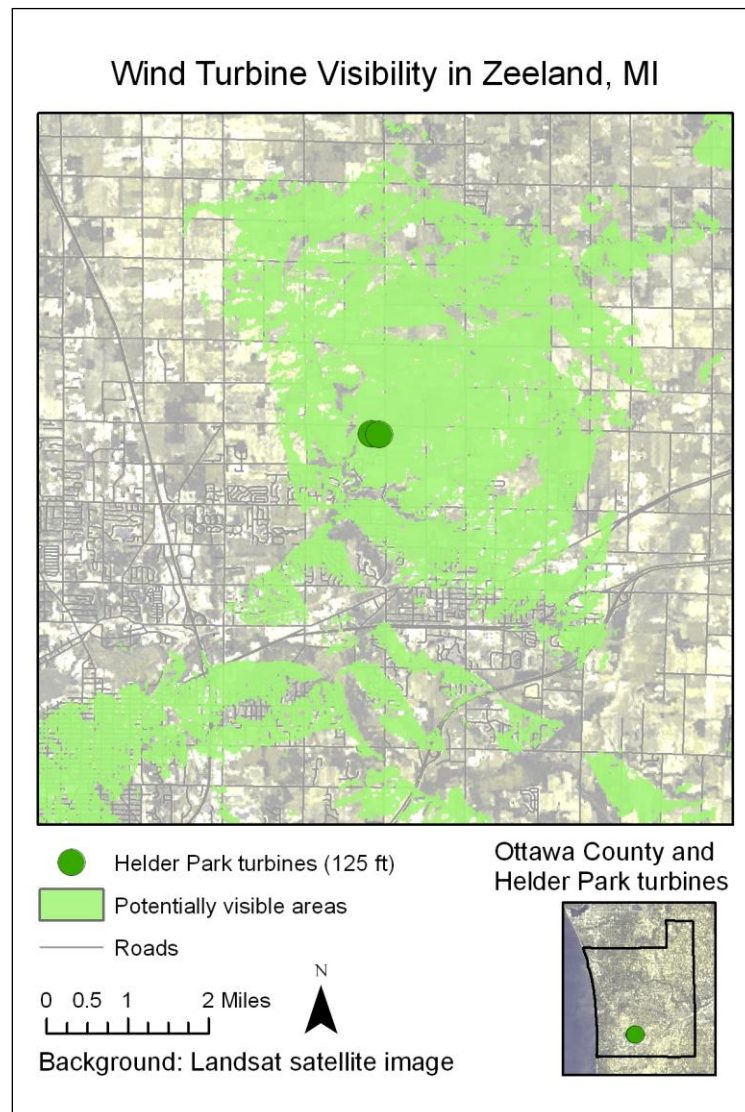 Wind Turbine Visibility in Zeeland, MI
Helder Park turbines (125 ft)
Potentially visible areas
Roads
0 0.5 1 2 Miles
N
Background: Landsat satellite image
Ottawa County and
Helder Park turbines